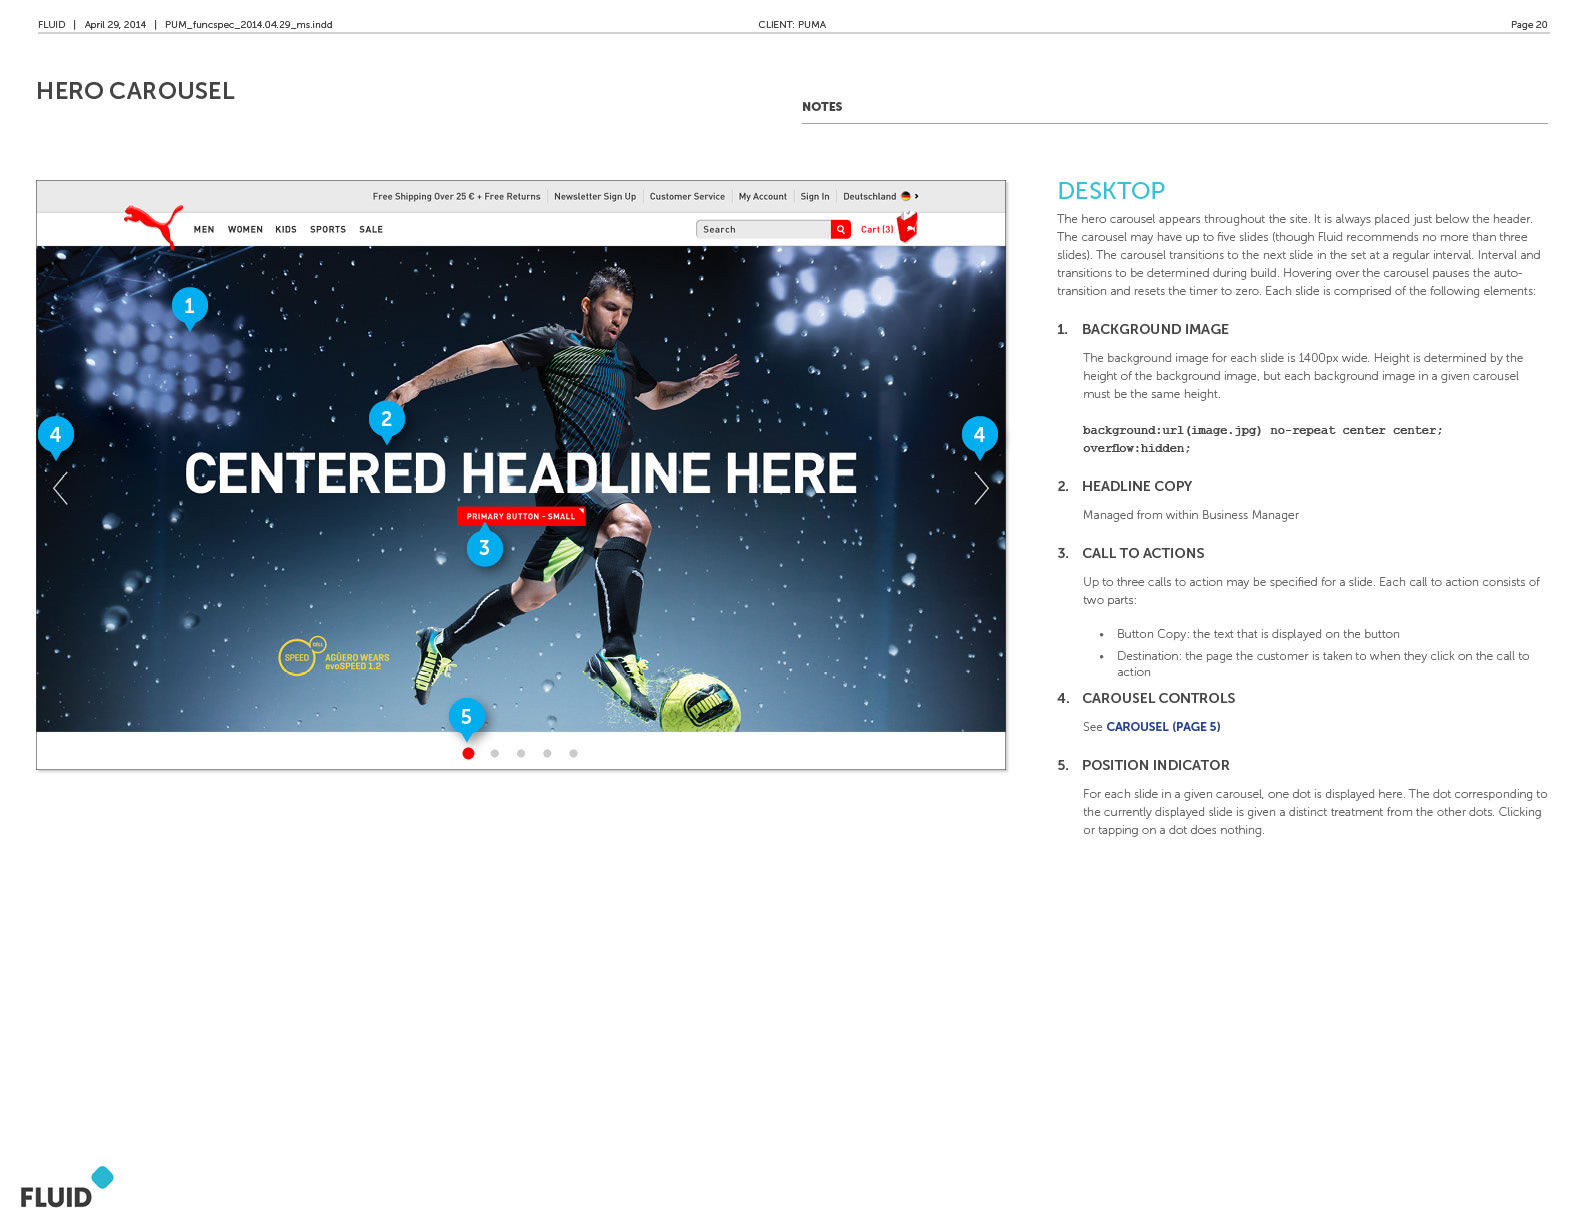 FLUID | April 29, 2014 | PUM_funcspec_2014.04.29_ms.indd
CLIENT: PUMA
Page 20
HERO CAROUSEL
NOTES
Free Shipping Over 25 € + Free Returns | Newsletter Sign Up | Customer Service | My Account | Sign In | Deutschland
MEN WOMEN KIDS SPORTS SALE
Search
Cart (3)
1
2
4
4
CENTERED HEADLINE HERE
PRIMARY BUTTON - SMALL
3
SPEED
AGÜERO WEARS
evoSPEED 1.2
PUMA
5
DESKTOP
The hero carousel appears throughout the site. It is always placed just below the header.
The carousel may have up to five slides (though Fluid recommends no more than three
slides). The carousel transitions to the next slide in the set at a regular interval. Interval and
transitions to be determined during build. Hovering over the carousel pauses the auto-
transition and resets the timer to zero. Each slide is comprised of the following elements:
1. BACKGROUND IMAGE
The background image for each slide is 1400px wide. Height is determined by the
height of the background image, but each background image in a given carousel
must be the same height.
background:url(image.jpg) no-repeat center center;
overflow:hidden;
2. HEADLINE COPY
Managed from within Business Manager
3. CALL TO ACTIONS
Up to three calls to action may be specified for a slide. Each call to action consists of
two parts:
• Button Copy: the text that is displayed on the button
• Destination: the page the customer is taken to when they click on the call to
action
4. CAROUSEL CONTROLS
See CAROUSEL (PAGE 5)
5. POSITION INDICATOR
For each slide in a given carousel, one dot is displayed here. The dot corresponding to
the currently displayed slide is given a distinct treatment from the other dots. Clicking
or tapping on a dot does nothing.
FLUID